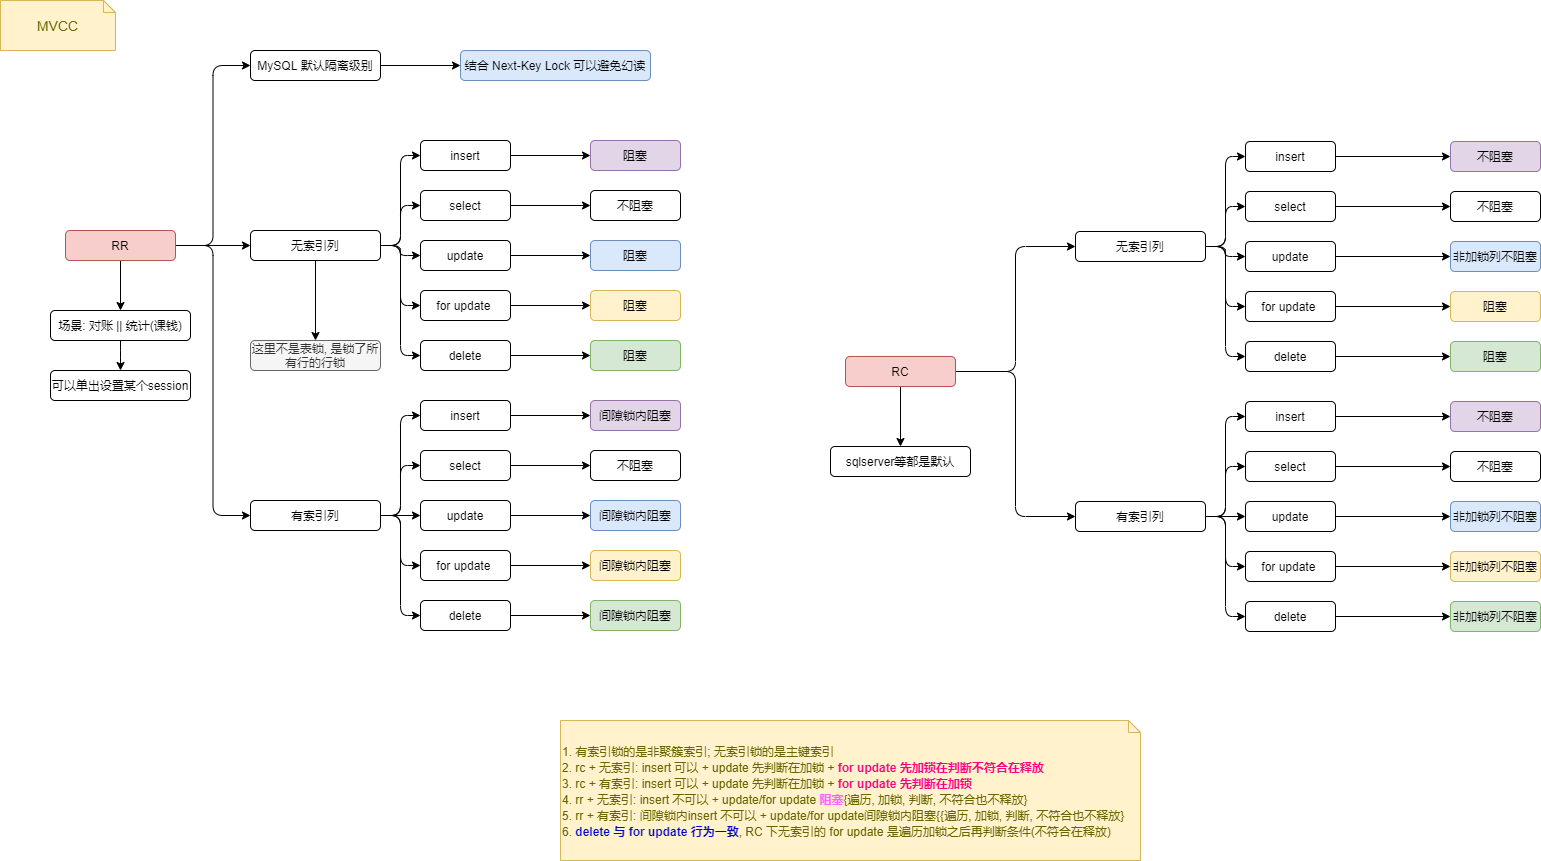 MVCC
MySQL 默认隔离级别
结合 Next-Key Lock 可以避免幻读
RR
场景: 对账 || 统计(课钱)
可以单出设置某个session
无索引列
这里不是表锁, 是锁了所
有行的行锁
insert
阻塞
select
不阻塞
update
阻塞
for update
阻塞
delete
阻塞
有索引列
insert
间隙锁内阻塞
select
不阻塞
update
间隙锁内阻塞
for update
间隙锁内阻塞
delete
间隙锁内阻塞
RC
sqlserver等都是默认
无索引列
insert
不阻塞
select
不阻塞
update
非加锁列不阻塞
for update
阻塞
delete
阻塞
有索引列
insert
不阻塞
select
不阻塞
update
非加锁列不阻塞
for update
非加锁列不阻塞
delete
非加锁列不阻塞
1. 有索引锁的是非聚簇索引; 无索引锁的是主键索引
2. rc + 无索引: insert 可以 + update 先判断在加锁 + for update 先加锁在判断不符合在释放
3. rc + 有索引: insert 可以 + update 先判断在加锁 + for update 先判断在加锁
4. rr + 无索引: insert 不可以 + update/for update 阻塞{遍历, 加锁, 判断, 不符合也不释放}
5. rr + 有索引: 间隙锁内insert 不可以 + update/for update间隙锁内阻塞{{遍历, 加锁, 判断, 不符合也不释放}
6. delete 与 for update 行为一致, RC 下无索引的 for update 是遍历加锁之后再判断条件(不符合在释放)